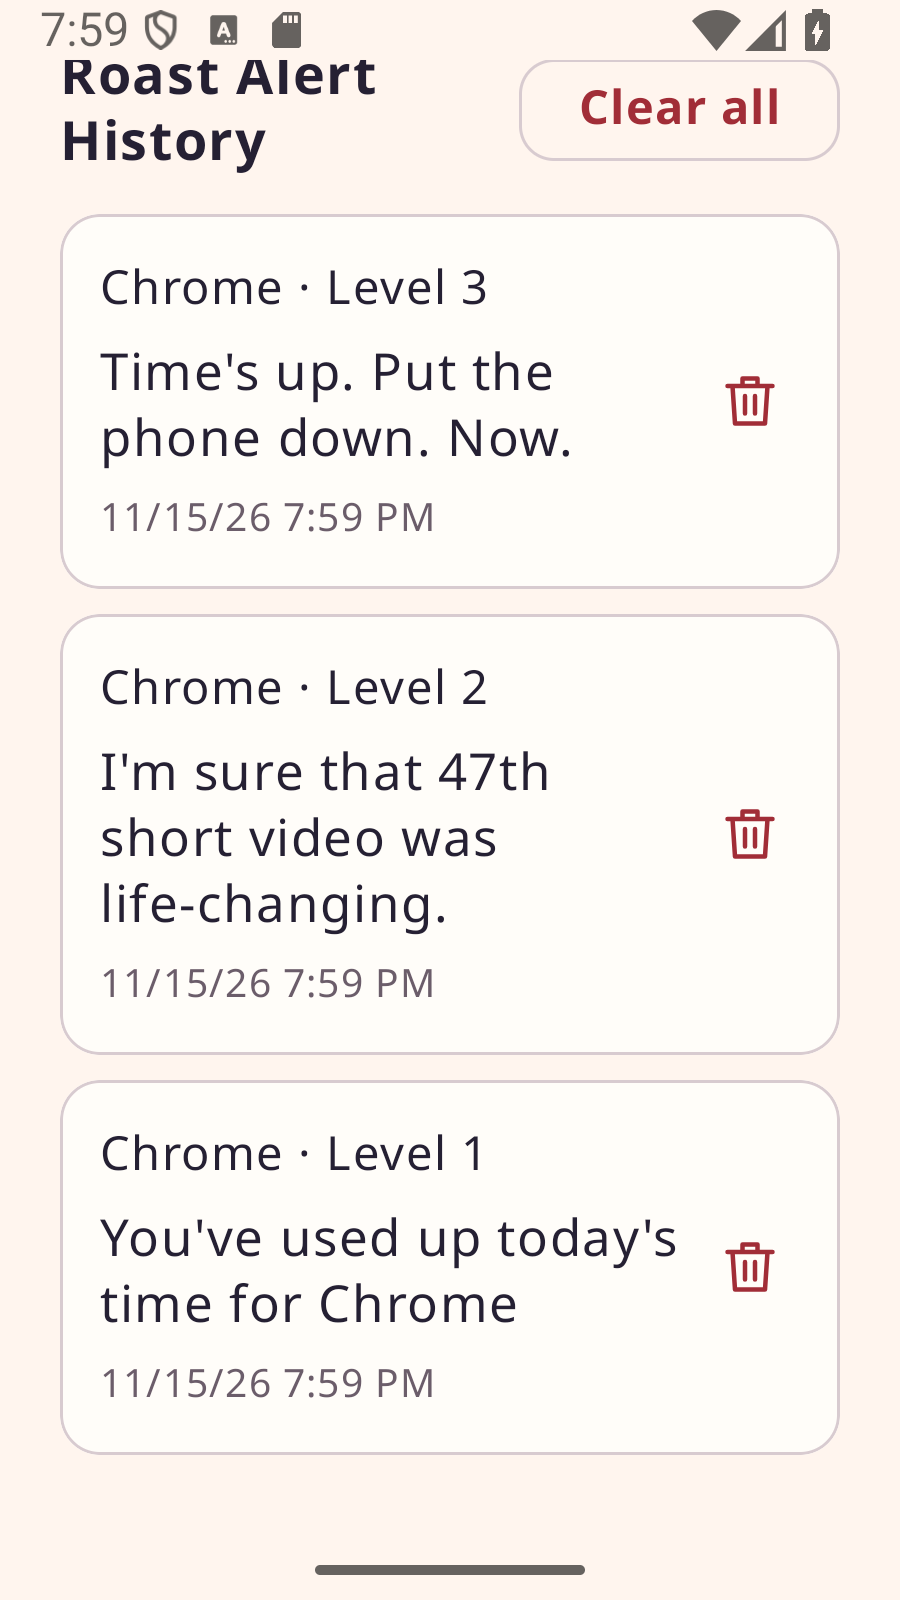 7:59
Roast Alert
History
Clear all
Chrome · Level 3
Time's up. Put the
phone down. Now.
11/15/26 7:59 PM
Chrome · Level 2
I'm sure that 47th
short video was
life-changing.
11/15/26 7:59 PM
Chrome · Level 1
You've used up today's
time for Chrome
11/15/26 7:59 PM